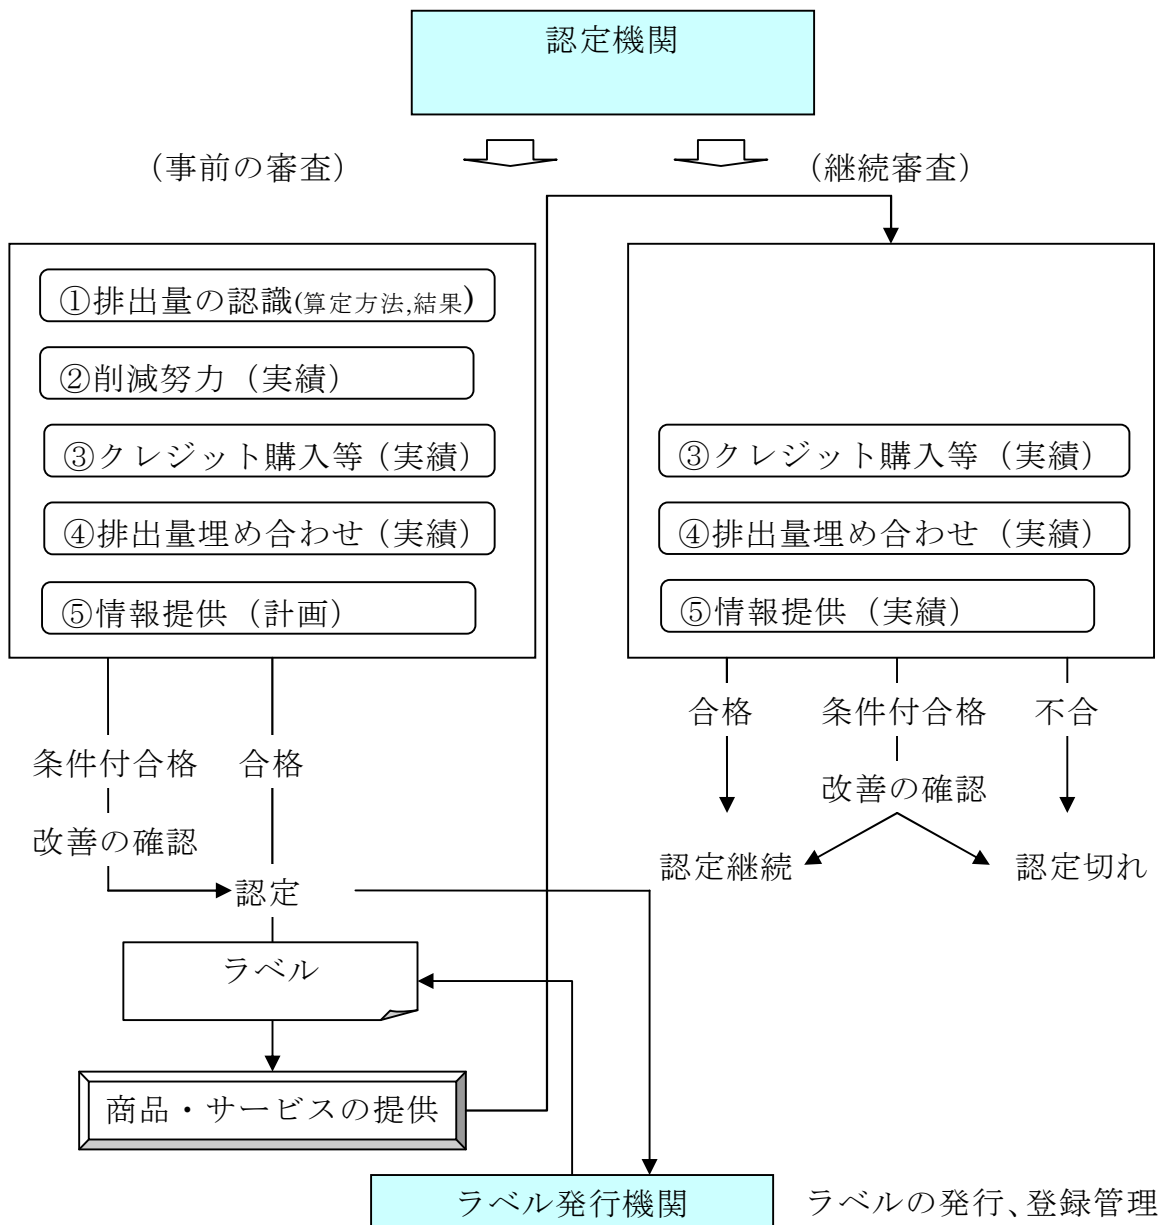 認定機関
（事前の審査）
（継続審査）
①排出量の認識(算定方法,結果)
②削減努力（実績）
③クレジット購入等（実績）
④排出量埋め合わせ（実績）
⑤情報提供（計画）
③クレジット購入等（実績）
④排出量埋め合わせ（実績）
⑤情報提供（実績）
条件付合格
合格
改善の確認
認定
合格
条件付合格
不合
改善の確認
認定継続
認定切れ
ラベル
商品・サービスの提供
ラベル発行機関
ラベルの発行、登録管理